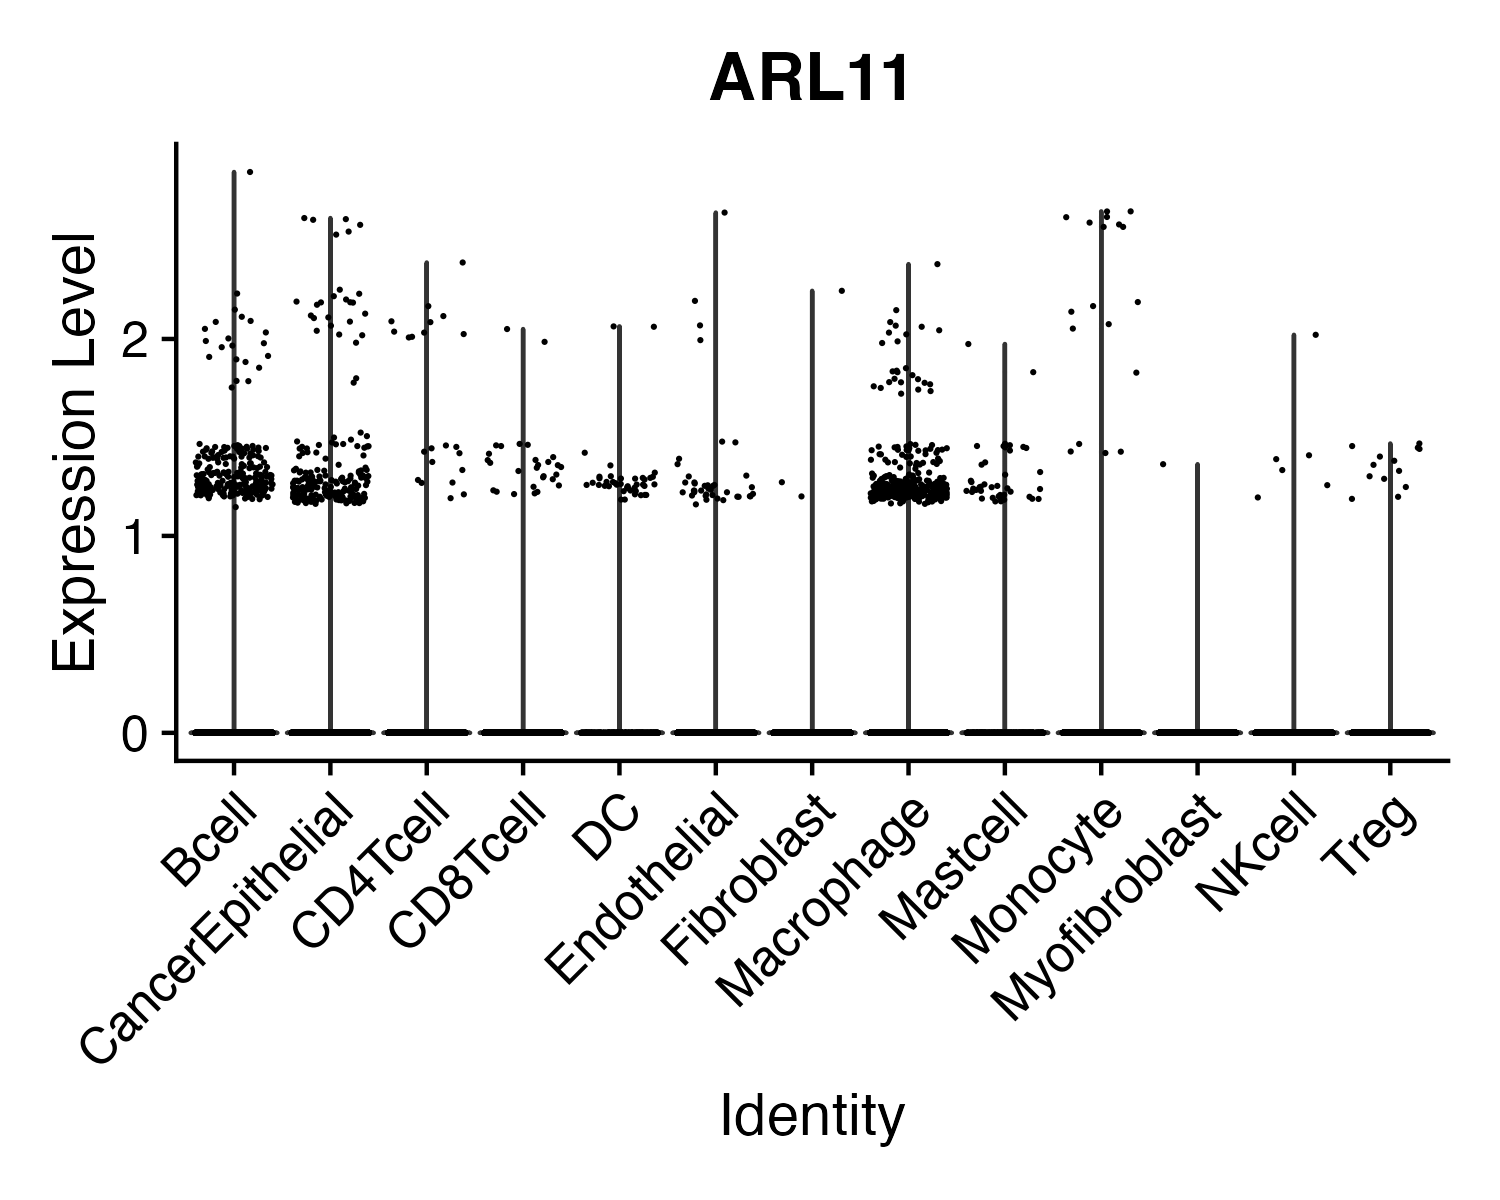 ARL11
Expression Level
2
1
0
Bcell
CancerEpithelial
CD4Tcell
CD8Tcell
DC
Endothelial
Fibroblast
Macrophage
Mastcell
Monocyte
Myofibroblast
NKcell
Treg
Identity